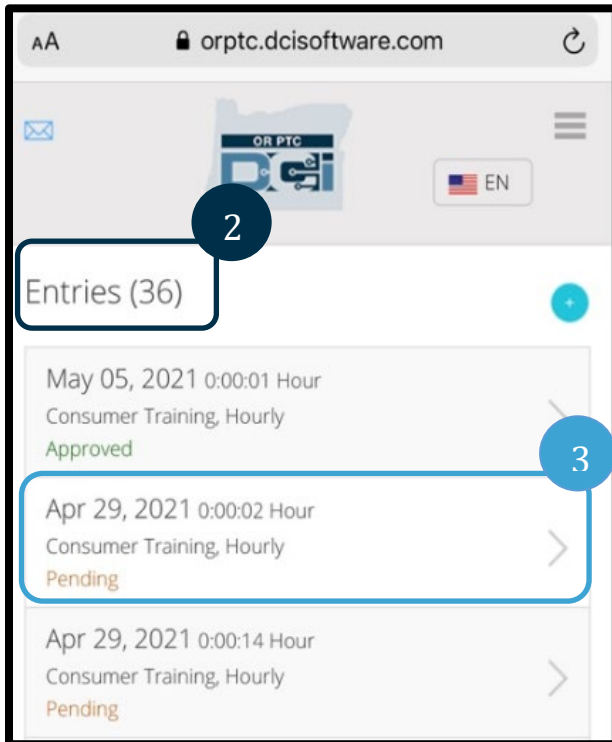 AA orptc.dcisoftware.com
OR PTC
DCI
EN
2
Entries (36)
+
May 05, 2021 0:00:01 Hour
Consumer Training, Hourly
Approved
3
Apr 29, 2021 0:00:02 Hour
Consumer Training, Hourly
Pending
Apr 29, 2021 0:00:14 Hour
Consumer Training, Hourly
Pending